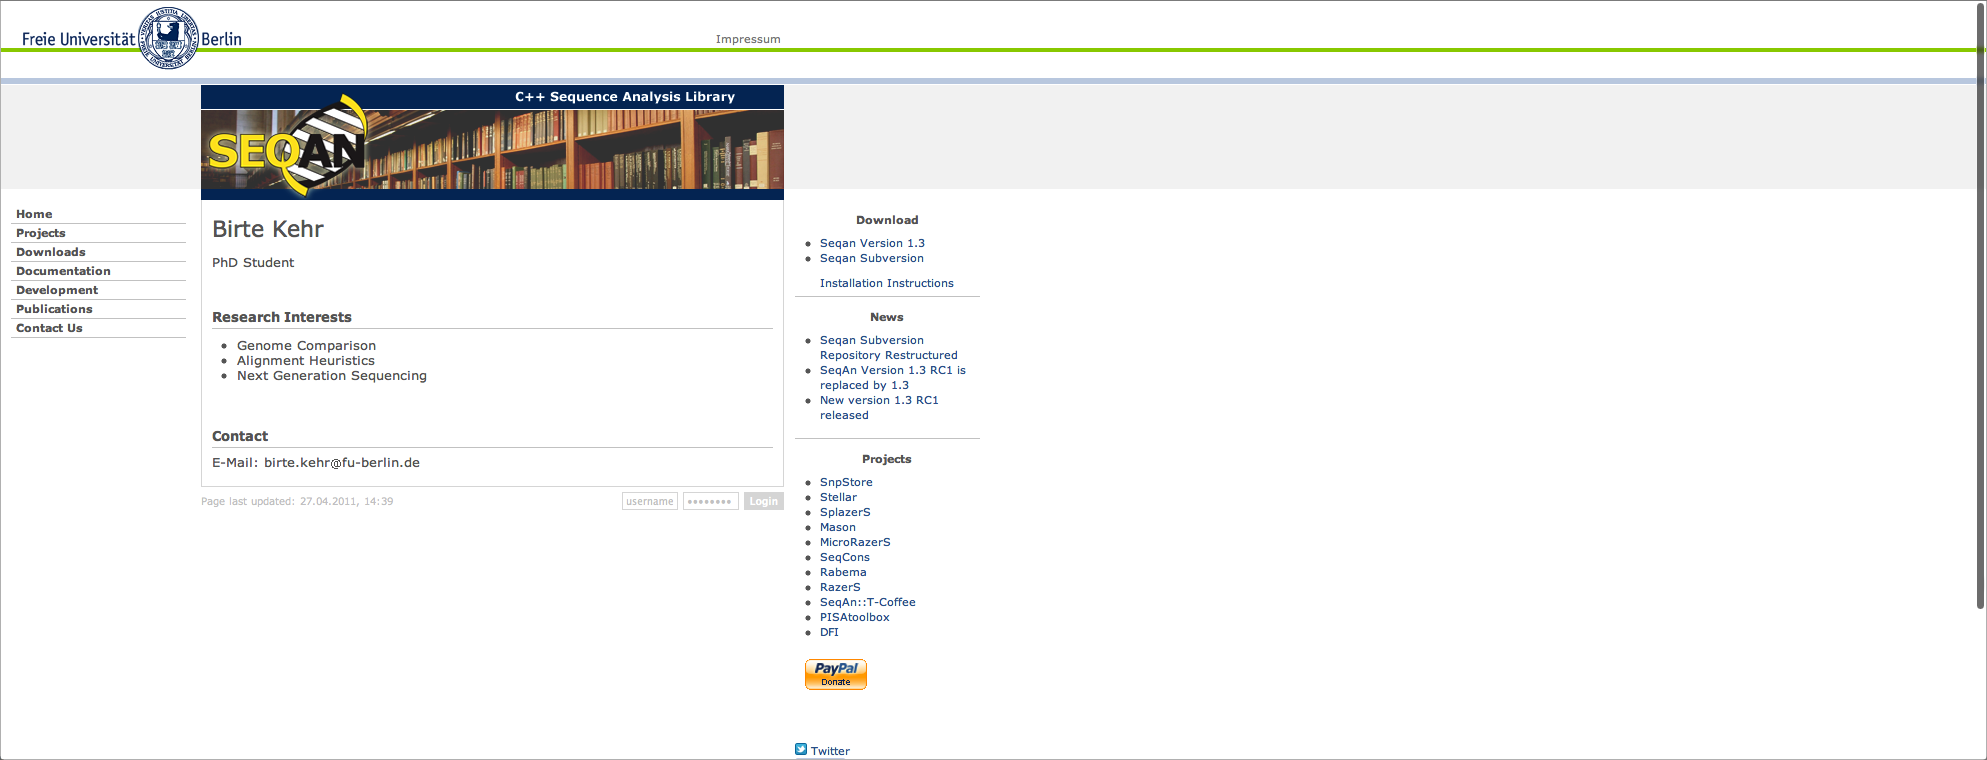 Freie Universität Berlin
Impressum
C++ Sequence Analysis Library
SEQAN
Home
Projects
Downloads
Documentation
Development
Publications
Contact Us
Birte Kehr
PhD Student
Research Interests
Genome Comparison
Alignment Heuristics
Next Generation Sequencing
Contact
E-Mail: birte.kehr@fu-berlin.de
Page last updated: 27.04.2011, 14:39
username
Login
Download
Seqan Version 1.3
Seqan Subversion
Installation Instructions
News
Seqan Subversion
Repository Restructured
SeqAn Version 1.3 RC1 is
replaced by 1.3
New version 1.3 RC1
released
Projects
SnpStore
Stellar
SplazerS
Mason
MicroRazerS
SeqCons
Rabema
RazerS
SeqAn::T-Coffee
PISAtoolbox
DFI
PayPal
Donate
Twitter